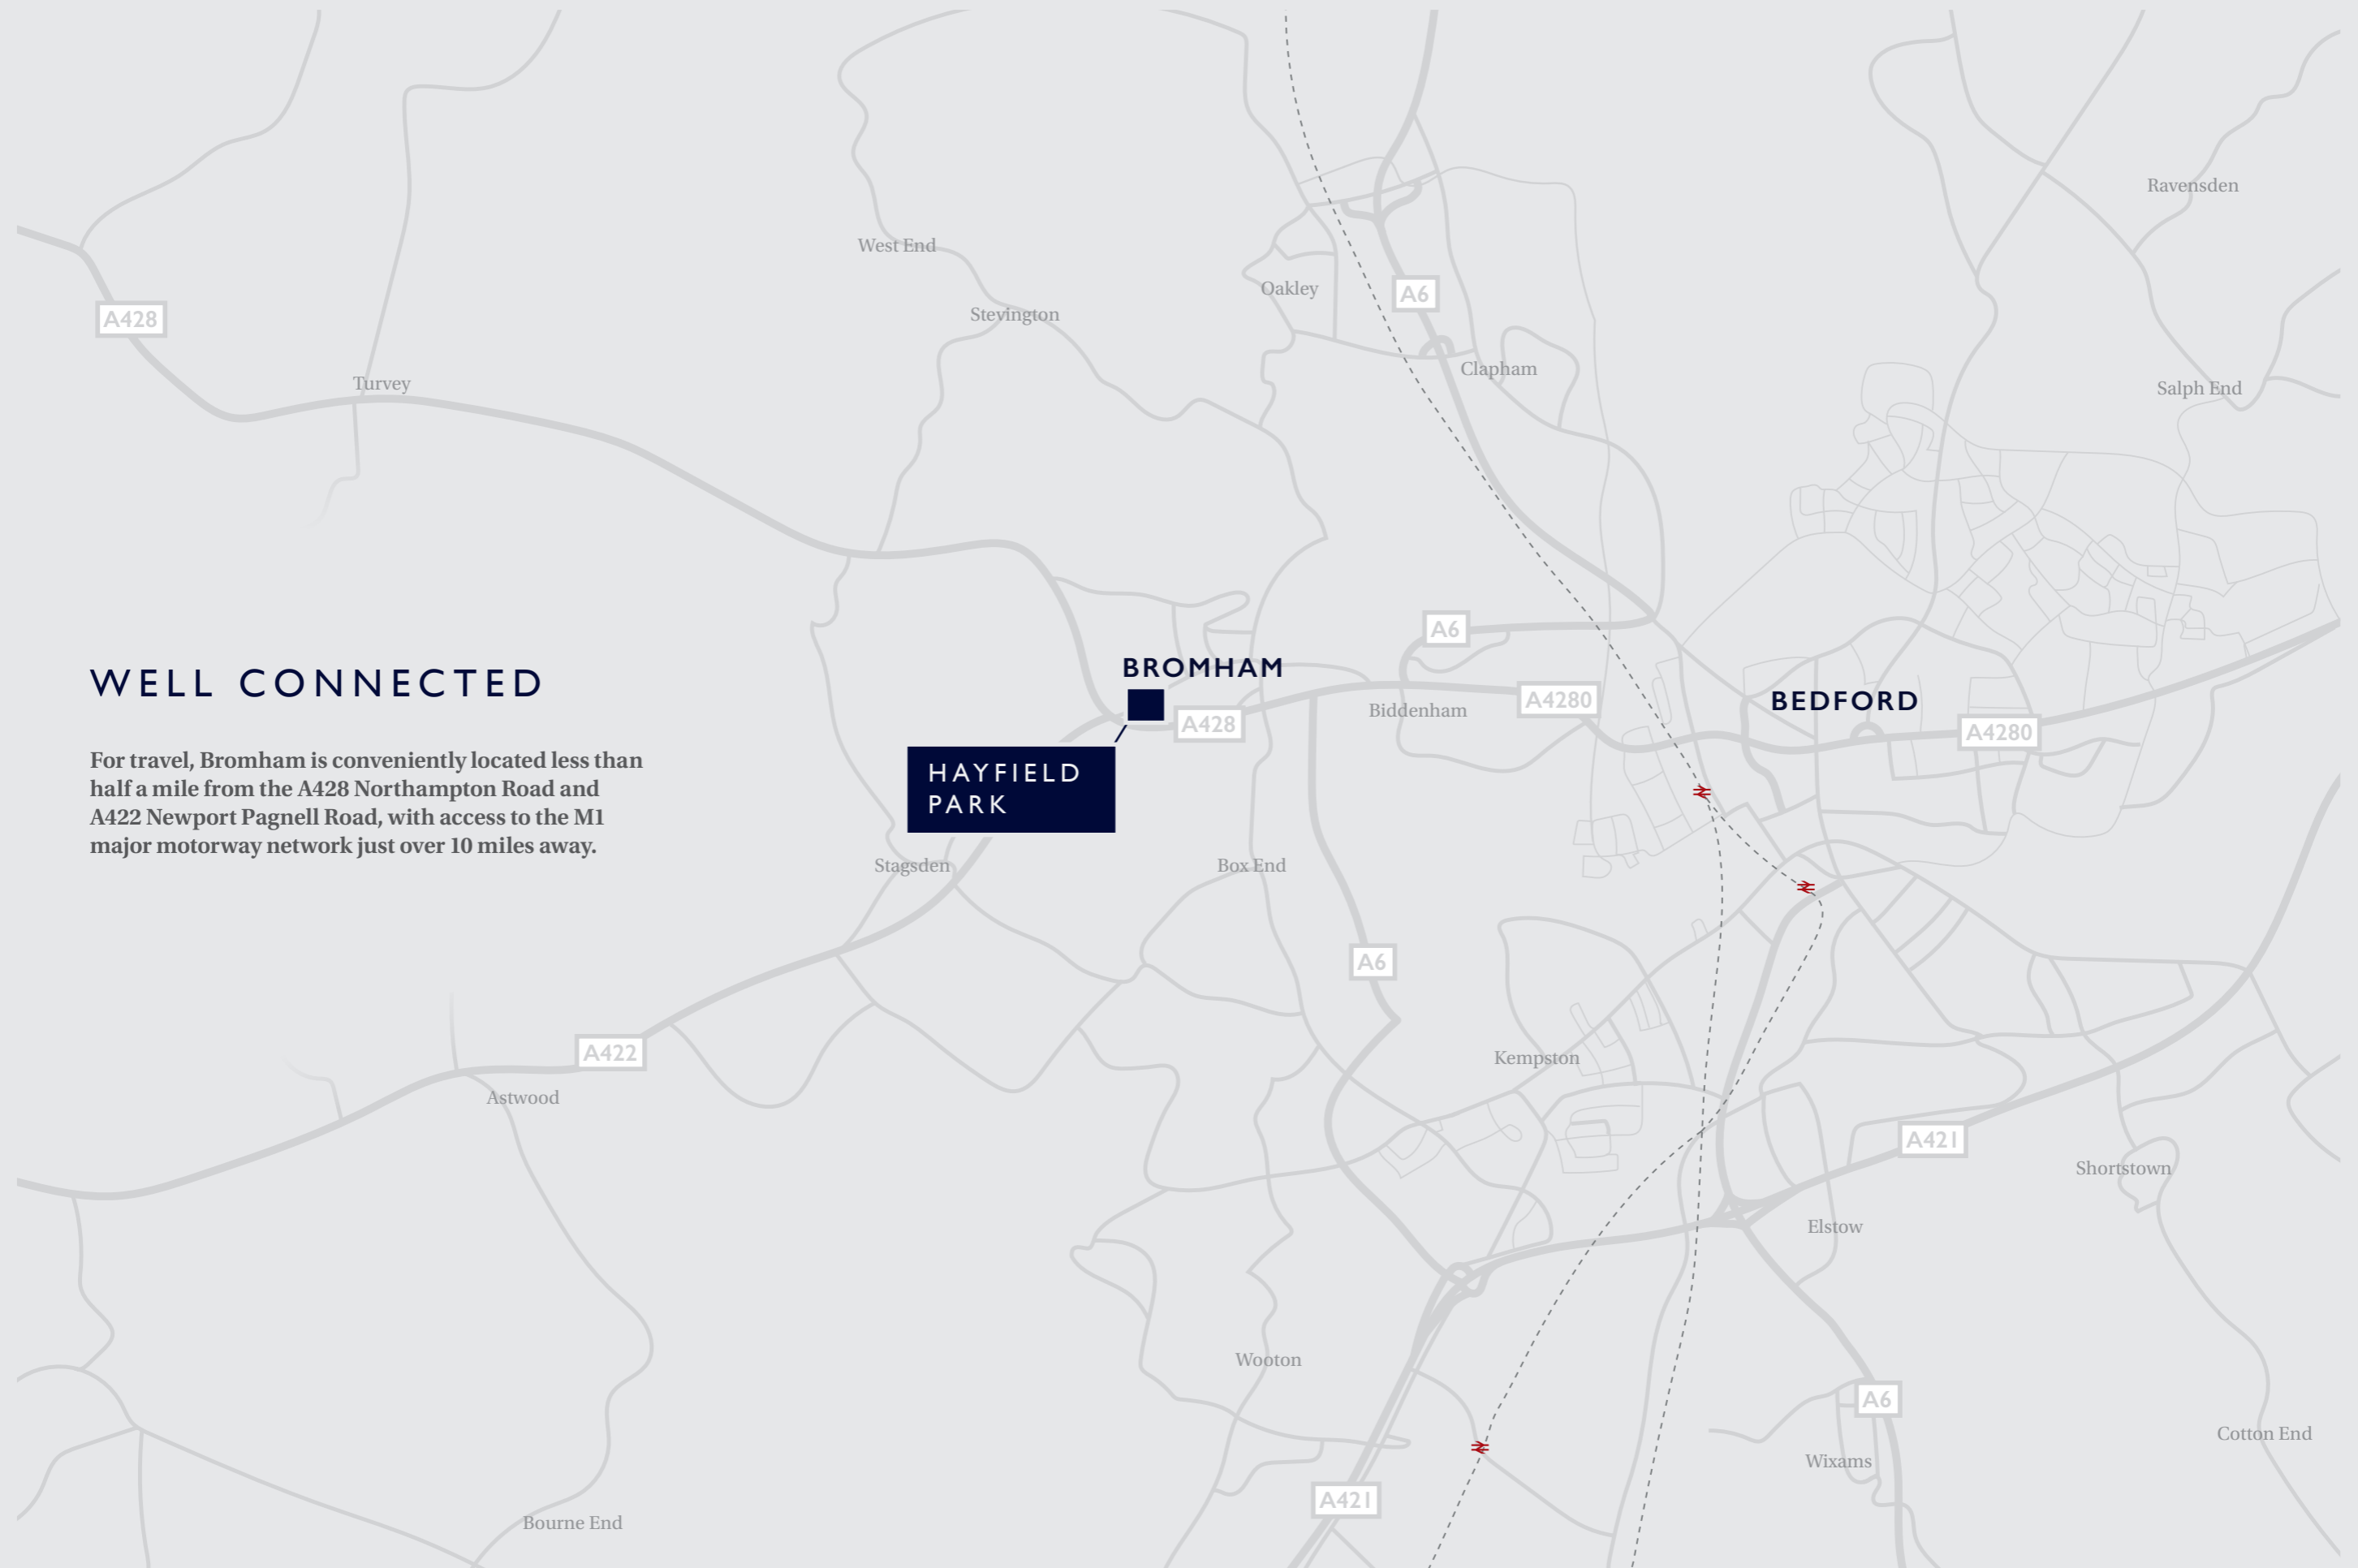 Ravensden
West End
Oakley
A6
Stevington
A428
Clapham
Turvey
Salph End
A6
BROMHAM
WELL CONNECTED
A4280
BEDFORD
Biddenham
A428
A4280
For travel, Bromham is conveniently located less than
half a mile from the A428 Northampton Road and
A422 Newport Pagnell Road, with access to the M1
major motorway network just over 10 miles away.
HAYFIELD
PARK
Stagsden
Box End
A6
A422
Kempston
Astwood
A421
Shortstown
Elstow
Wooton
A6
Cotton End
Wixams
A421
Bourne End